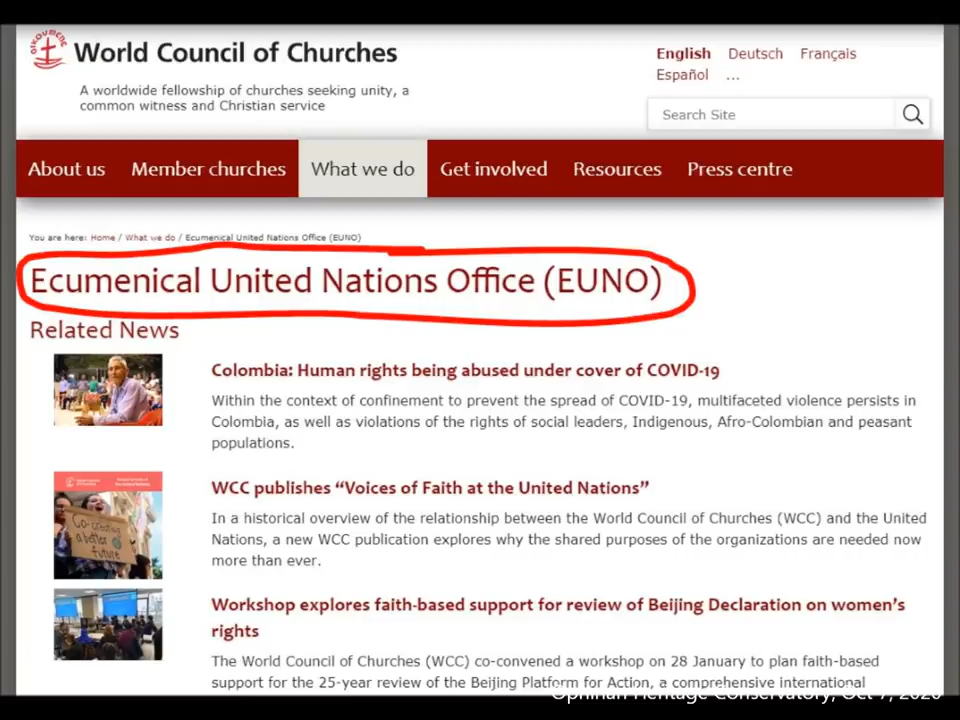 World Council of Churches
A worldwide fellowship of churches seeking unity, a
common witness and Christian service
English Deutsch Français
Español ...
Search Site
About us Member churches What we do Get involved Resources Press centre
You are here: Home / What we do / Ecumenical United Nations Office (EUNO)
Ecumenical United Nations Office (EUNO)
Related News
Colombia: Human rights being abused under cover of COVID-19
Within the context of confinement to prevent the spread of COVID-19, multifaceted violence persists in
Colombia, as well as violations of the rights of social leaders, Indigenous, Afro-Colombian and peasant
populations.
WCC publishes “Voices of Faith at the United Nations”
In a historical overview of the relationship between the World Council of Churches (WCC) and the United
Nations, a new WCC publication explores why the shared purposes of the organizations are needed now
more than ever.
Co-creating
a better
future
Workshop explores faith-based support for review of Beijing Declaration on women’s
rights
The World Council of Churches (WCC) co-convened a workshop on 28 January to plan faith-based
support for the 25-year review of the Beijing Platform for Action, a comprehensive international
Heritage Conservatory, Oct 7, 2020